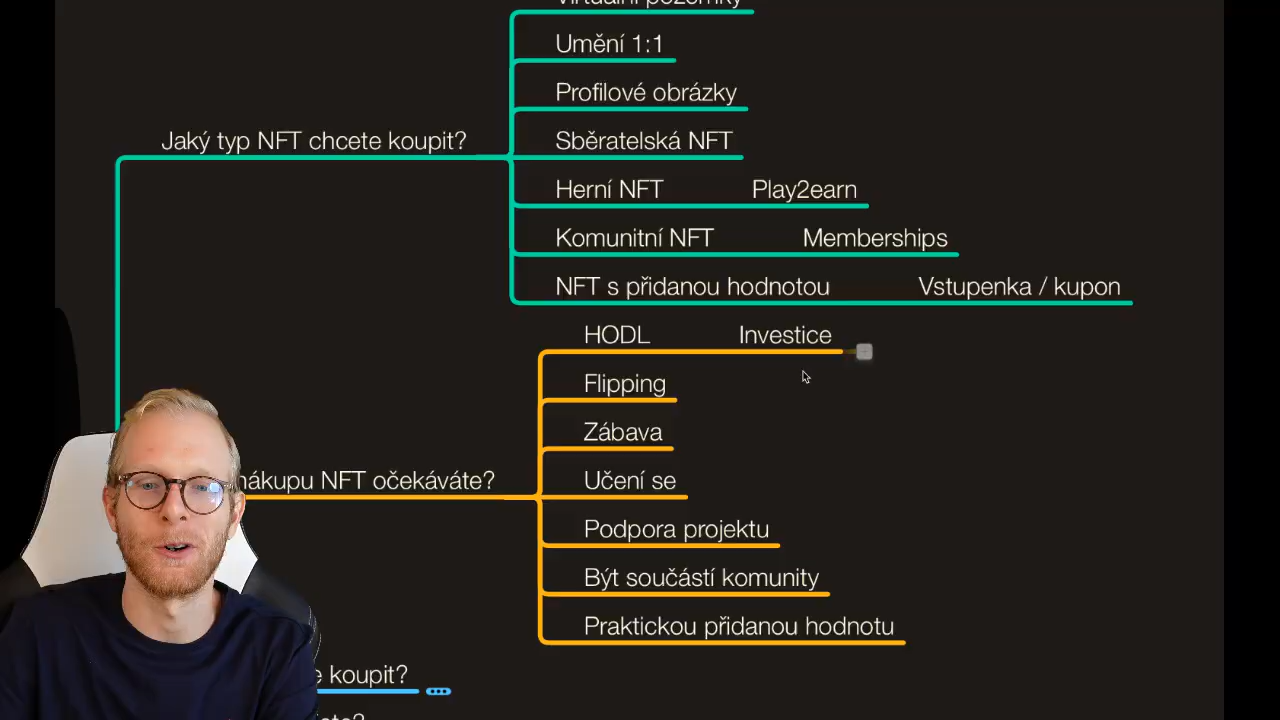 Virtuální pozemky
Umění 1:1
Profilové obrázky
Jaký typ NFT chcete koupit?
Sběratelská NFT
Herní NFT Play2earn
Komunitní NFT Memberships
NFT s přidanou hodnotou Vstupenka / kupon
HODL Investice
Flipping
Zábava
nákupu NFT očekáváte?
Učení se
Podpora projektu
Být součástí komunity
Praktickou přidanou hodnotu
koupit?